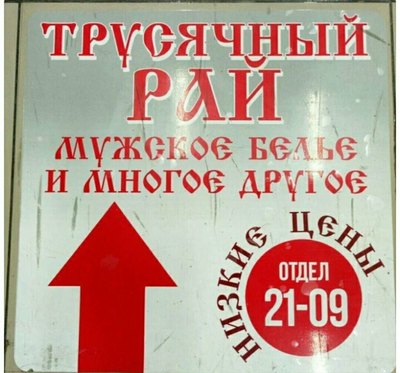 ТРУСЯЧНЫЙ
РАЙ
МУЖСКОЕ БЕЛЬЕ
И МНОГОЕ ДРУГОЕ
НИЗКИЕ ЦЕНЫ
ОТДЕЛ
21-09